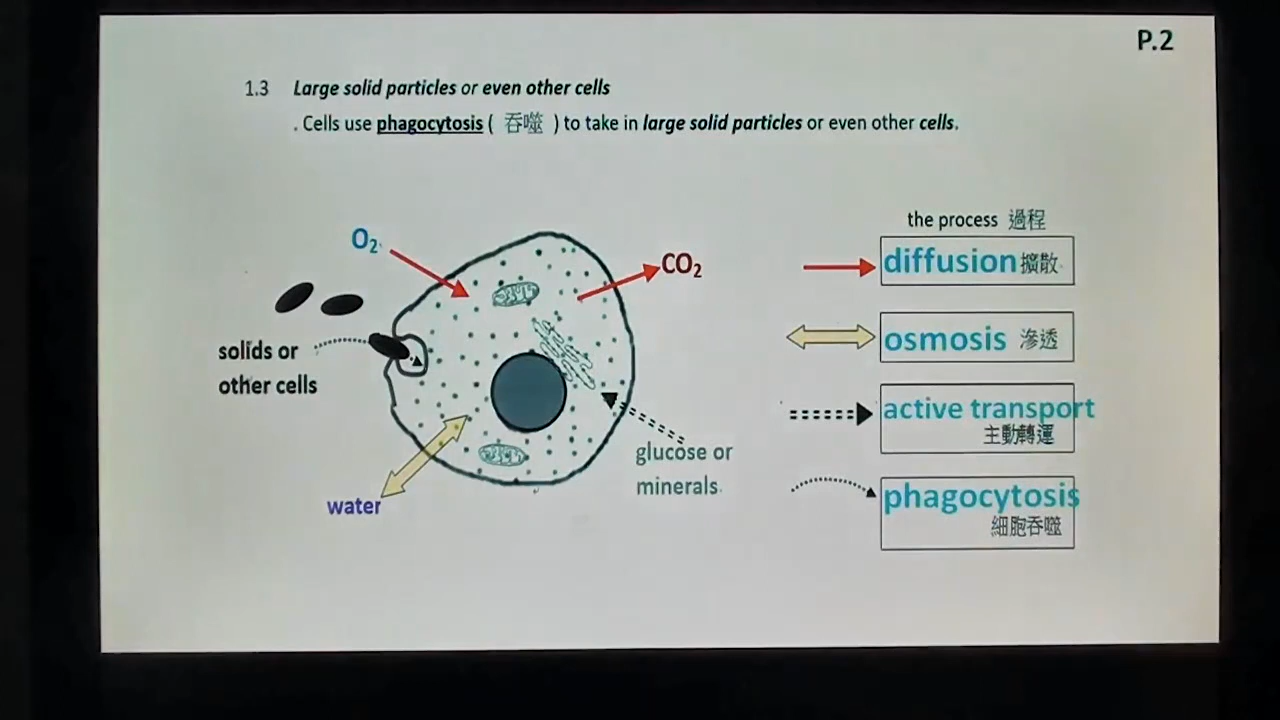 P.2
1.3 Large solid particles or even other cells
. Cells use phagocytosis ( 吞噬 ) to take in large solid particles or even other cells.
the process 過程
O₂
CO₂
diffusion 擴散
solids or
other cells
osmosis 滲透
active transport
主動轉運
glucose or
minerals
phagocytosis
細胞吞噬
water